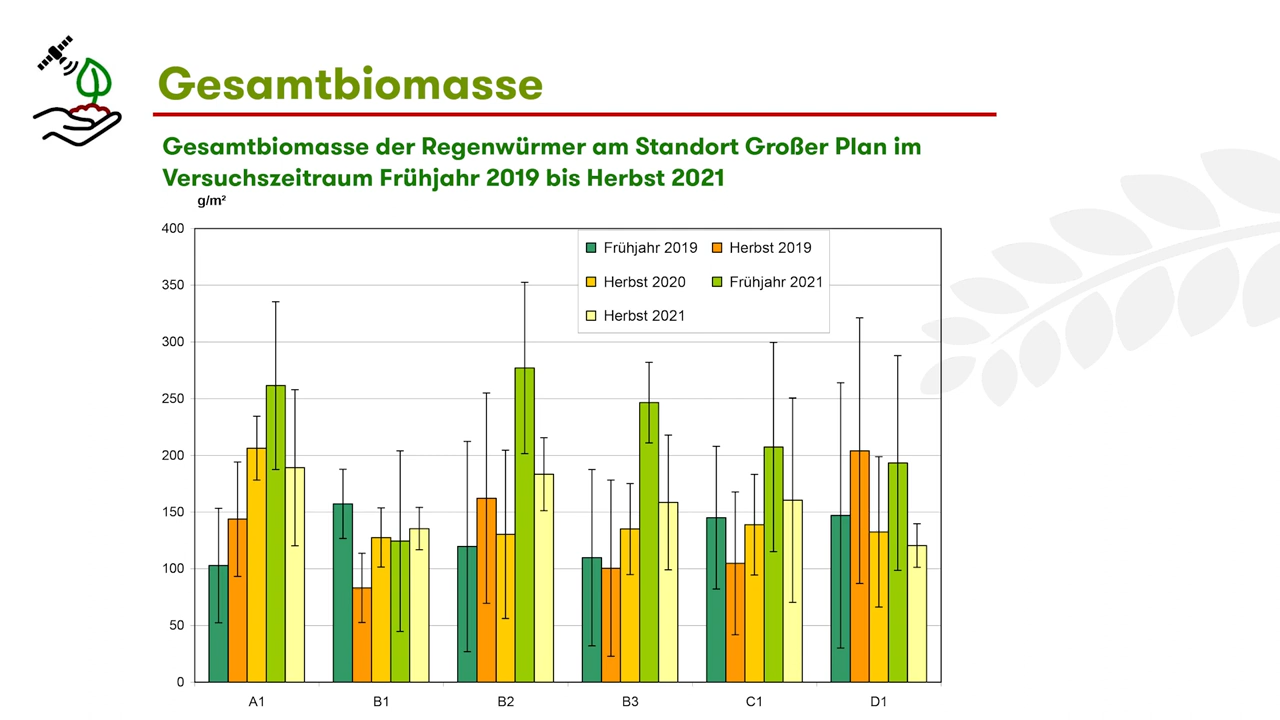 Gesamtbiomasse
Gesamtbiomasse der Regenwürmer am Standort Großer Plan im
Versuchszeitraum Frühjahr 2019 bis Herbst 2021
g/m²
400
350
300
250
200
150
100
50
0
Frühjahr 2019 Herbst 2019
Herbst 2020 Frühjahr 2021
Herbst 2021
A1 B1 B2 B3 C1 D1